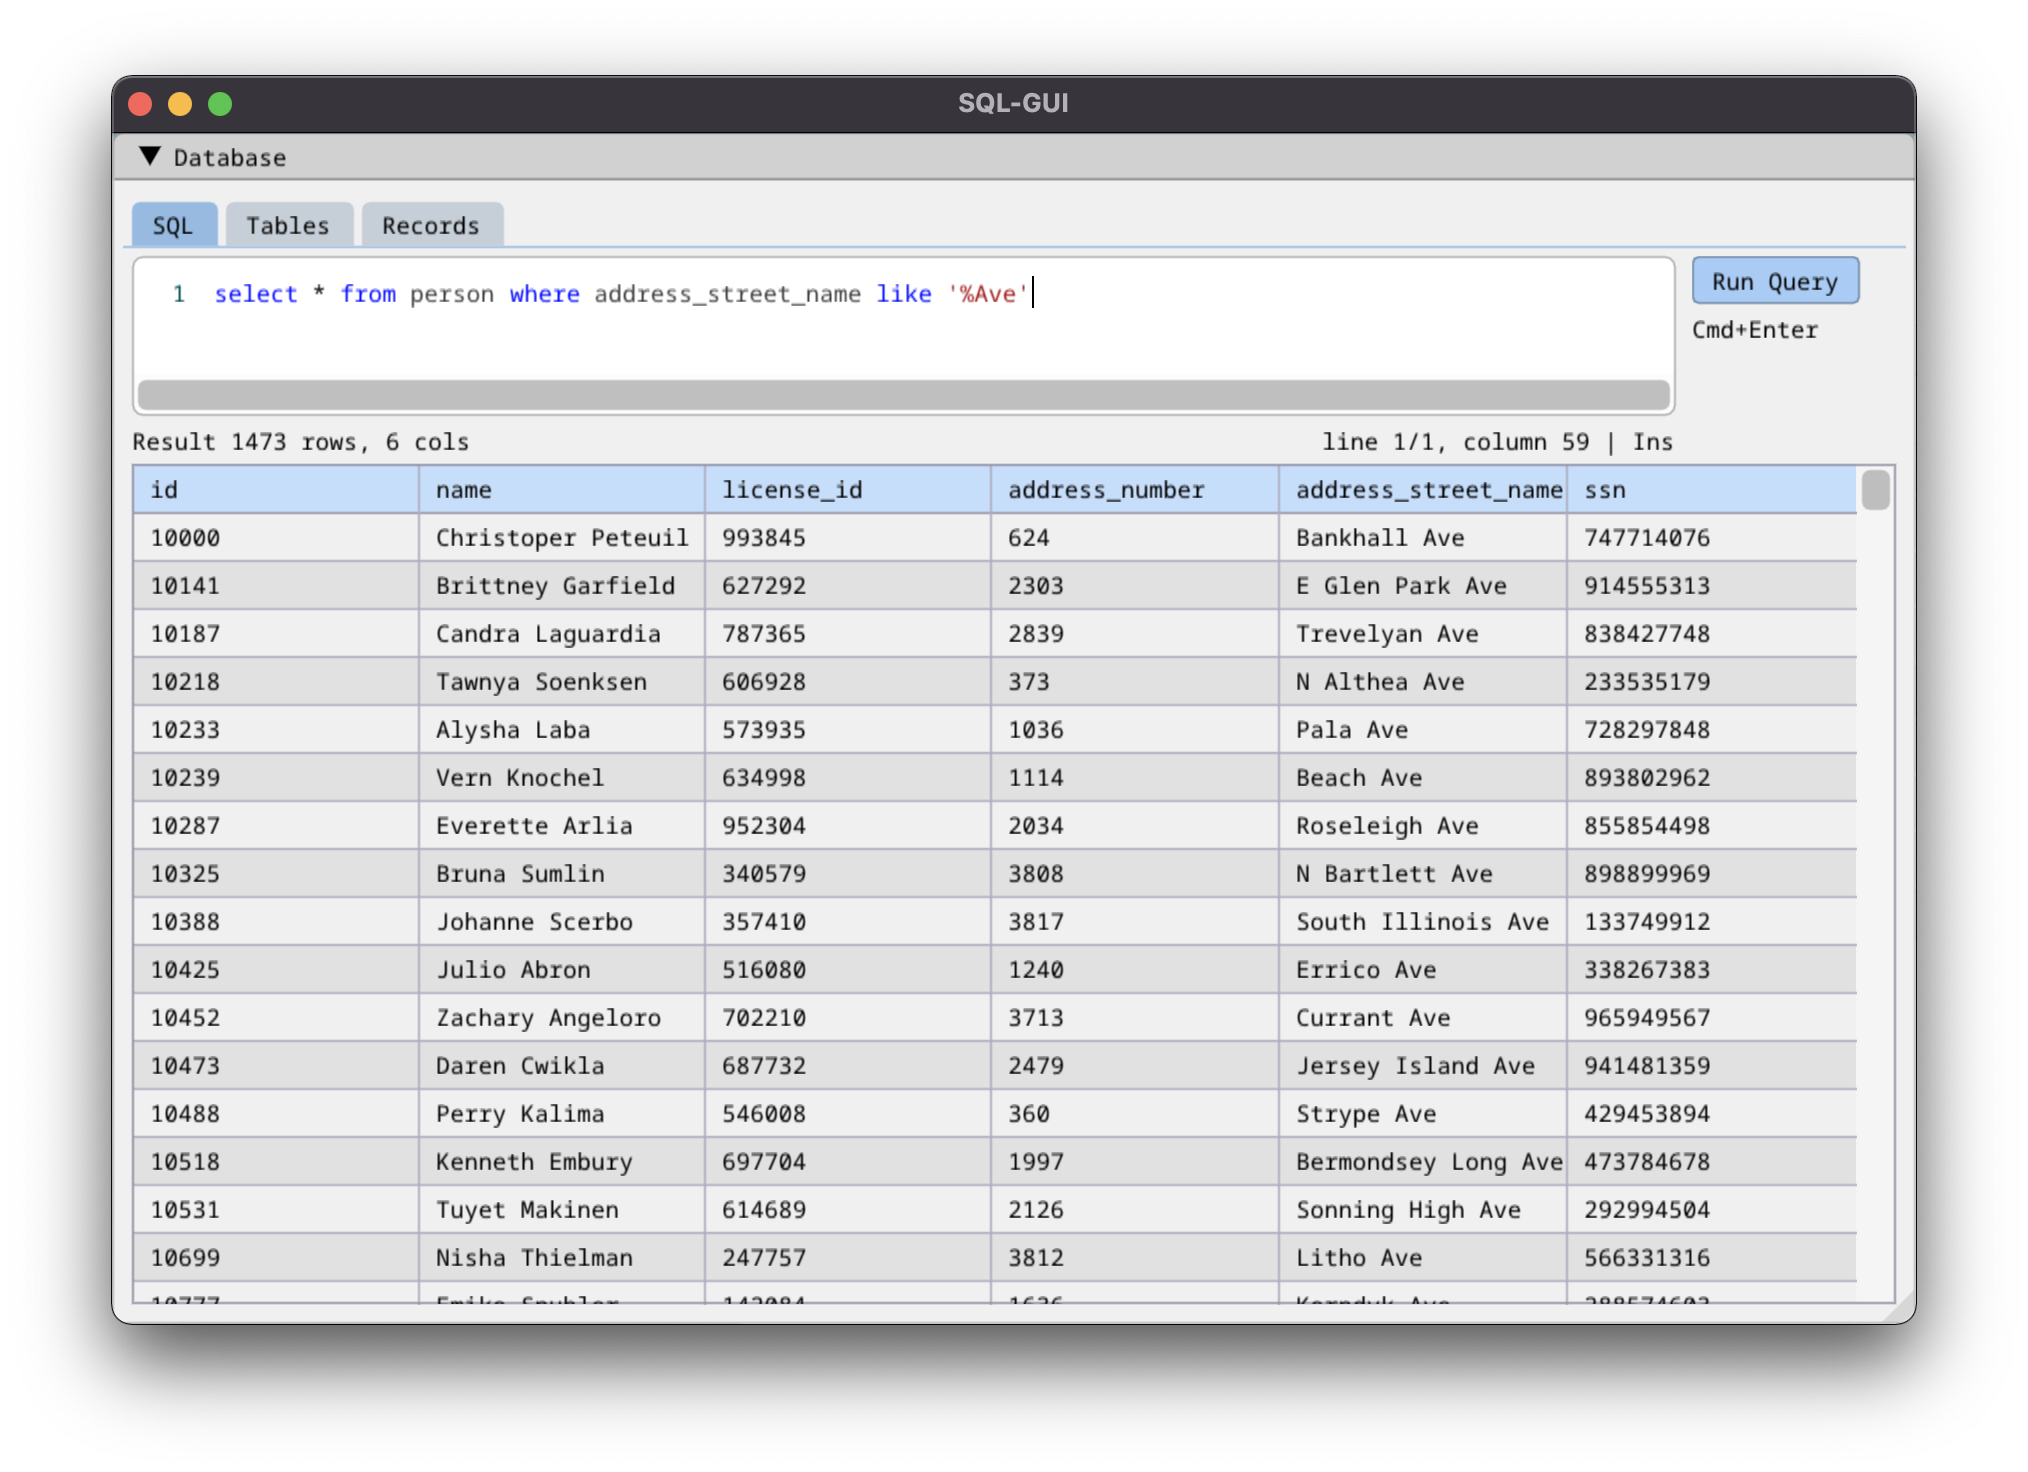 SQL-GUI
Database
SQL Tables Records
1 select * from person where address_street_name like '%Ave'
Run Query
Cmd+Enter
Result 1473 rows, 6 cols line 1/1, column 59 | Ins
id name license_id address_number address_street_name ssn
10000 Christoper Peteuil 993845 624 Bankhall Ave 747714076
10141 Brittney Garfield 627292 2303 E Glen Park Ave 914555313
10187 Candra Laguardia 787365 2839 Trevelyan Ave 838427748
10218 Tawnya Soenksen 606928 373 N Althea Ave 233535179
10233 Alysha Laba 573935 1036 Pala Ave 728297848
10239 Vern Knochel 634998 1114 Beach Ave 893802962
10287 Everette Arlia 952304 2034 Roseleigh Ave 855854498
10325 Bruna Sumlin 340579 3808 N Bartlett Ave 898899969
10388 Johanne Scerbo 357410 3817 South Illinois Ave 133749912
10425 Julio Abron 516080 1240 Errico Ave 338267383
10452 Zachary Angeloro 702210 3713 Currant Ave 965949567
10473 Daren Cwikla 687732 2479 Jersey Island Ave 941481359
10488 Perry Kalima 546008 360 Strype Ave 429453894
10518 Kenneth Embury 697704 1997 Bermondsey Long Ave 473784678
10531 Tuyet Makinen 614689 2126 Sonning High Ave 292994504
10699 Nisha Thielman 247757 3812 Litho Ave 566331316
10777 Ave